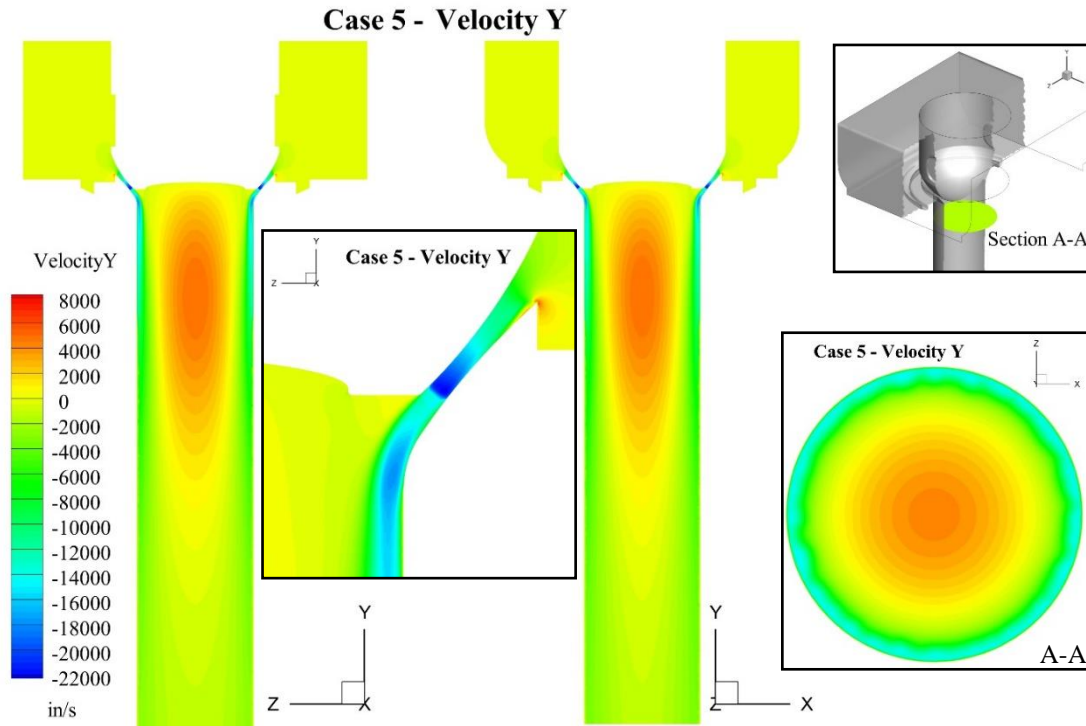 Case 5 - Velocity Y
VelocityY
8000
6000
4000
2000
0
-2000
-4000
-6000
-8000
-10000
-12000
-14000
-16000
-18000
-20000
-22000
in/s
Y
Z
X
Case 5 - Velocity Y
Y
Z
X
Y
Z
X
Y
Z
Section A-A
Case 5 - Velocity Y
Z
Y
X
A-A